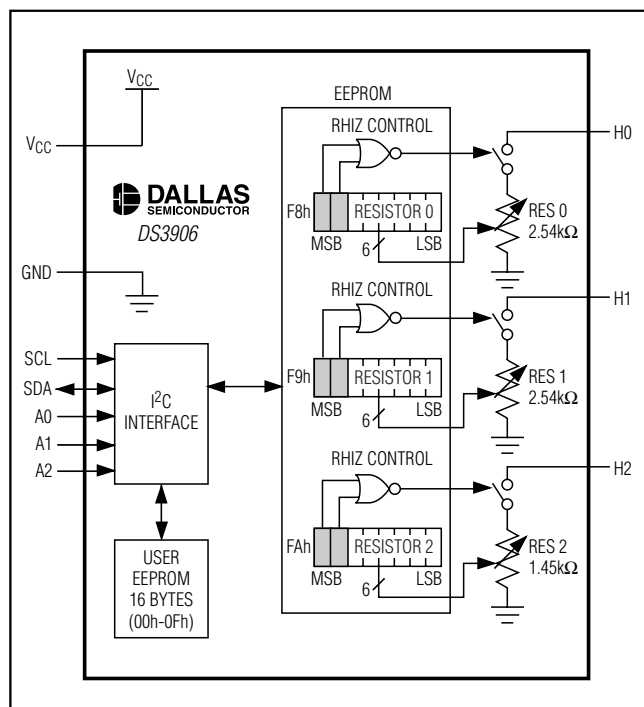 VCC
VCC
DALLAS
SEMICONDUCTOR
DS3906
GND
SCL
SDA
A0
A1
A2
I2C
INTERFACE
USER
EEPROM
16 BYTES
(00h-0Fh)
EEPROM
RHIZ CONTROL
F8h
RESISTOR 0
MSB
LSB
6
H0
RES 0
2.54kΩ
RHIZ CONTROL
F9h
RESISTOR 1
MSB
LSB
6
H1
RES 1
2.54kΩ
RHIZ CONTROL
FAh
RESISTOR 2
MSB
LSB
6
H2
RES 2
1.45kΩ